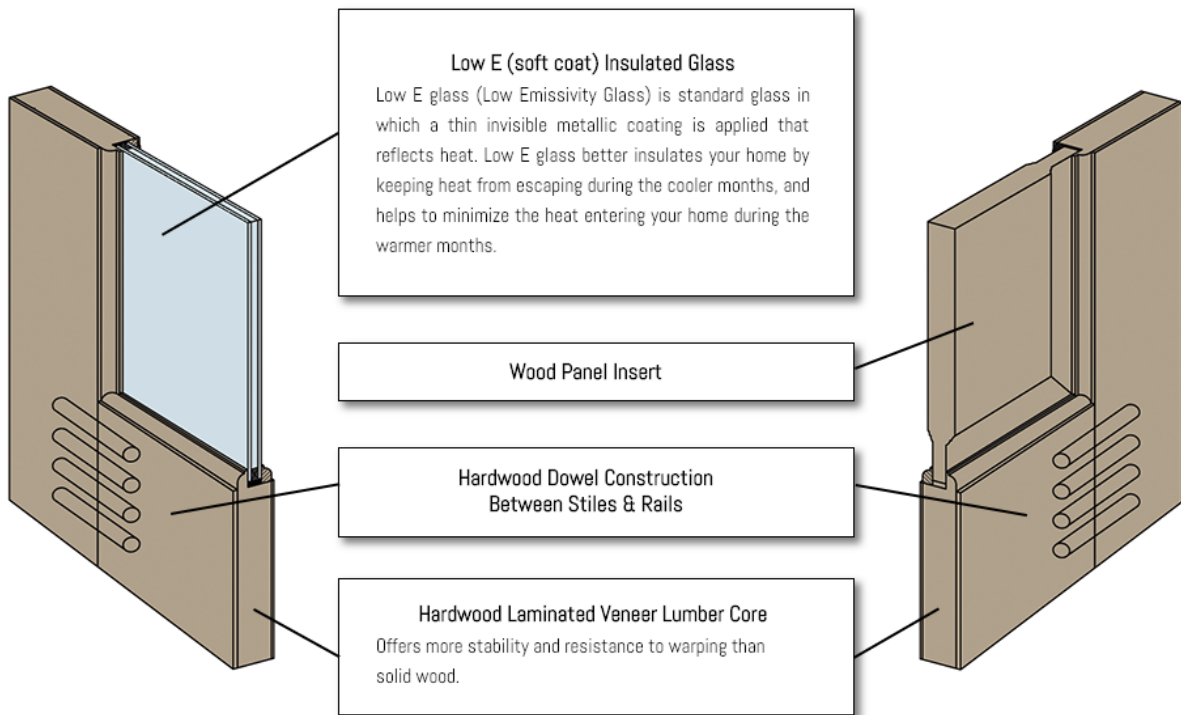 Low E (soft coat) Insulated Glass
Low E glass (Low Emissivity Glass) is standard glass in
which a thin invisible metallic coating is applied that
reflects heat. Low E glass better insulates your home by
keeping heat from escaping during the cooler months, and
helps to minimize the heat entering your home during the
warmer months.
Wood Panel Insert
Hardwood Dowel Construction
Between Stiles & Rails
Hardwood Laminated Veneer Lumber Core
Offers more stability and resistance to warping than
solid wood.